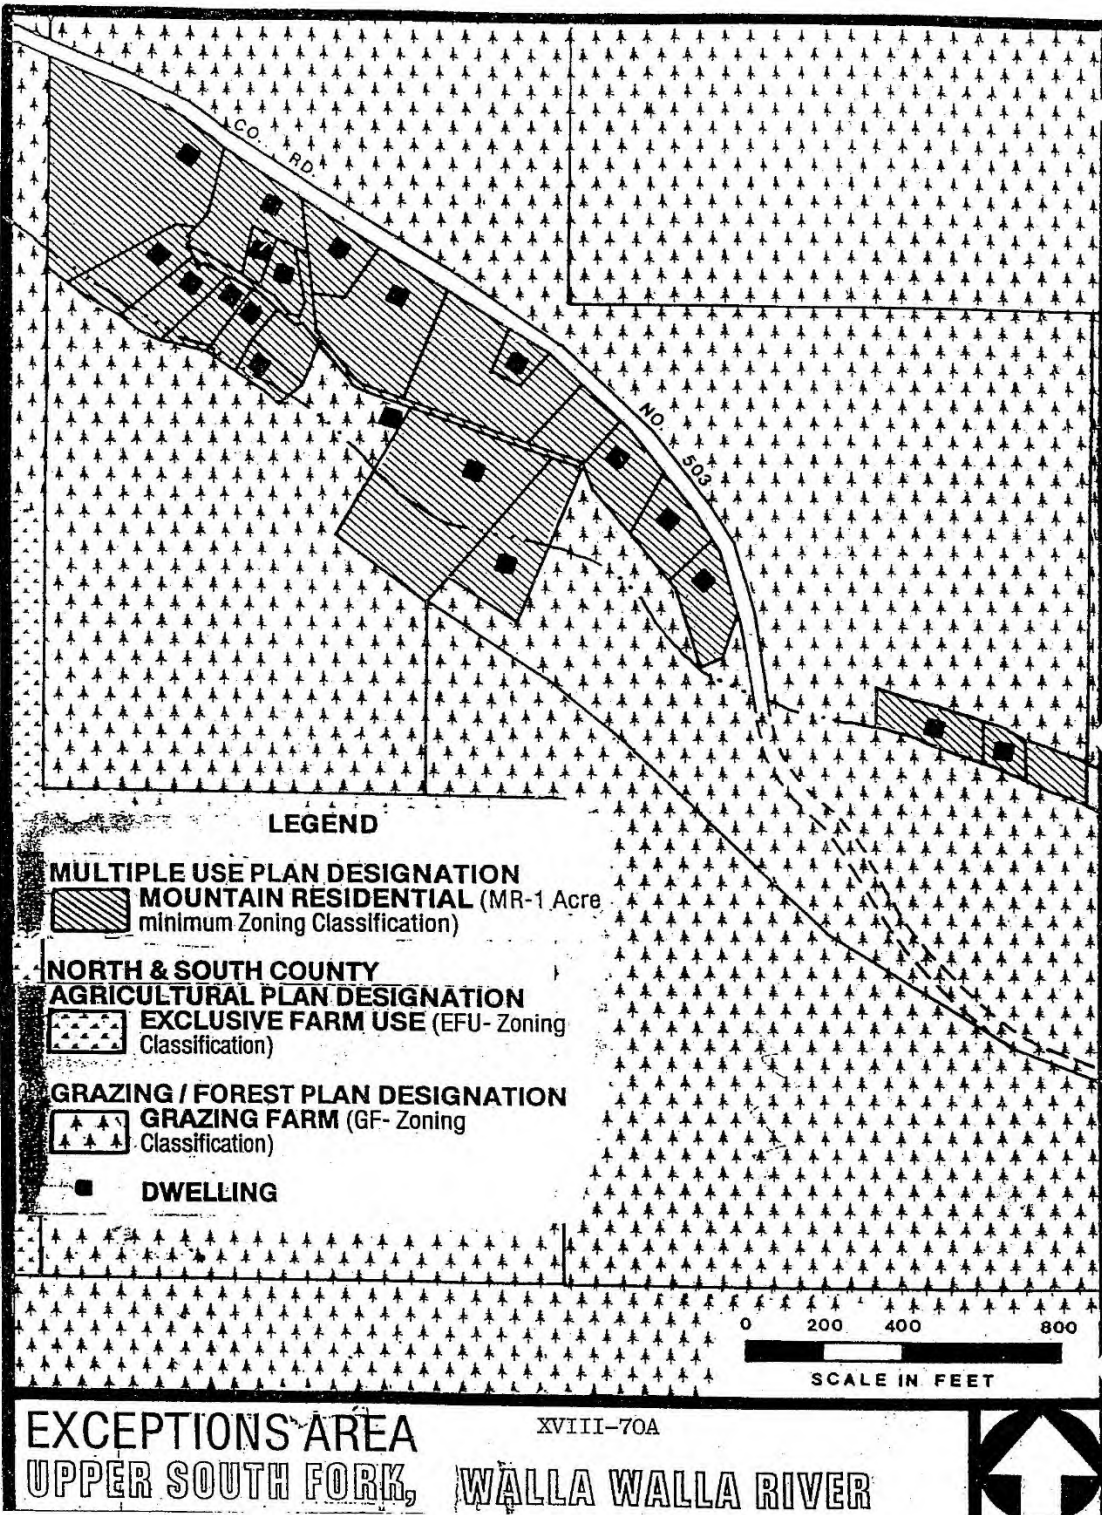 CO. RD.
NO. 503
LEGEND
MULTIPLE USE PLAN DESIGNATION
MOUNTAIN RESIDENTIAL (MR-1 Acre
minimum Zoning Classification)
NORTH & SOUTH COUNTY
AGRICULTURAL PLAN DESIGNATION
EXCLUSIVE FARM USE (EFU- Zoning
Classification)
GRAZING / FOREST PLAN DESIGNATION
GRAZING FARM (GF- Zoning
Classification)
DWELLING
0 200 400 800
SCALE IN FEET
EXCEPTIONS AREA
XVIII-70A
UPPER SOUTH FORK, WALLA WALLA RIVER